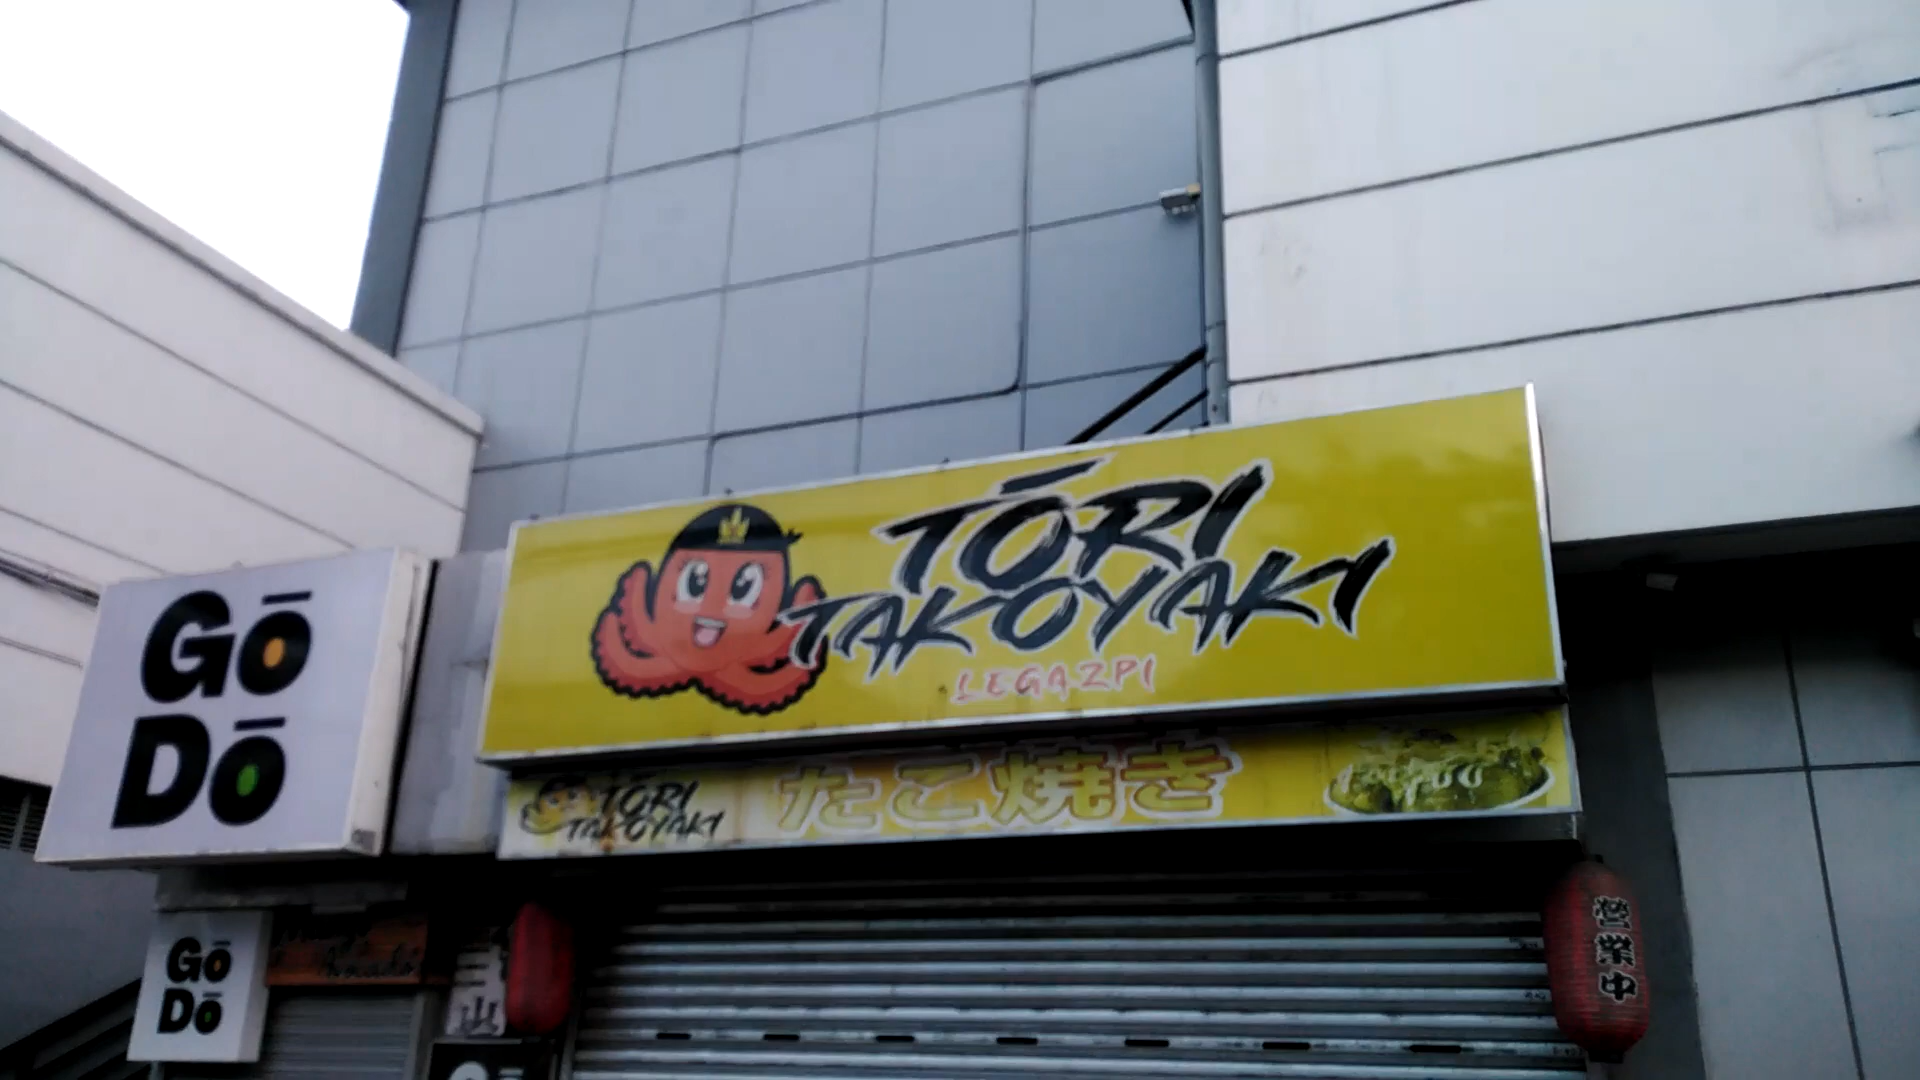 GŌ
DŌ
TŌRI
TAKOYAKI
LEGAZPI
TŌRI
TAKOYAKI
たこ焼き
GŌ
DŌ
営業中